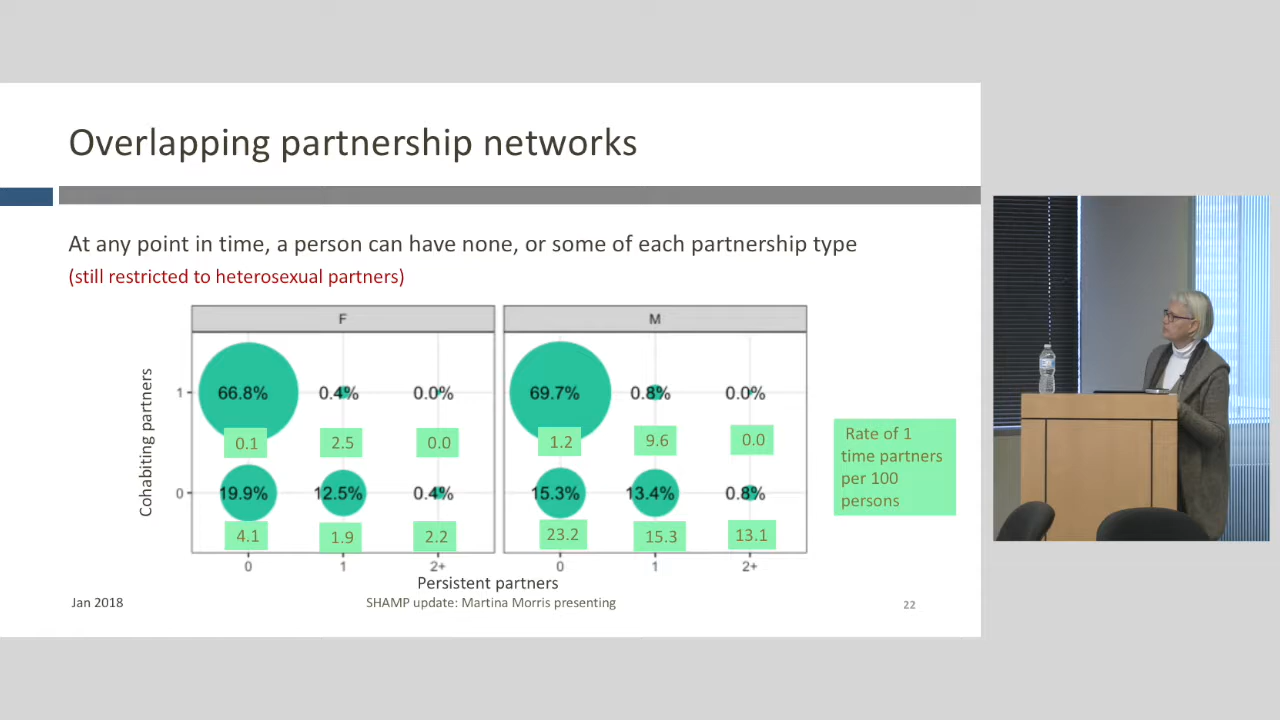 Overlapping partnership networks
At any point in time, a person can have none, or some of each partnership type
(still restricted to heterosexual partners)
F
M
Cohabiting partners
1
66.8%
0.4%
0.0%
69.7%
0.8%
0.0%
0.1
2.5
0.0
1.2
9.6
0.0
0
19.9%
12.5%
0.4%
15.3%
13.4%
0.8%
4.1
1.9
2.2
23.2
15.3
13.1
0
1
2+
0
1
2+
Persistent partners
Rate of 1
time partners
per 100
persons
Jan 2018
SHAMP update: Martina Morris presenting
22